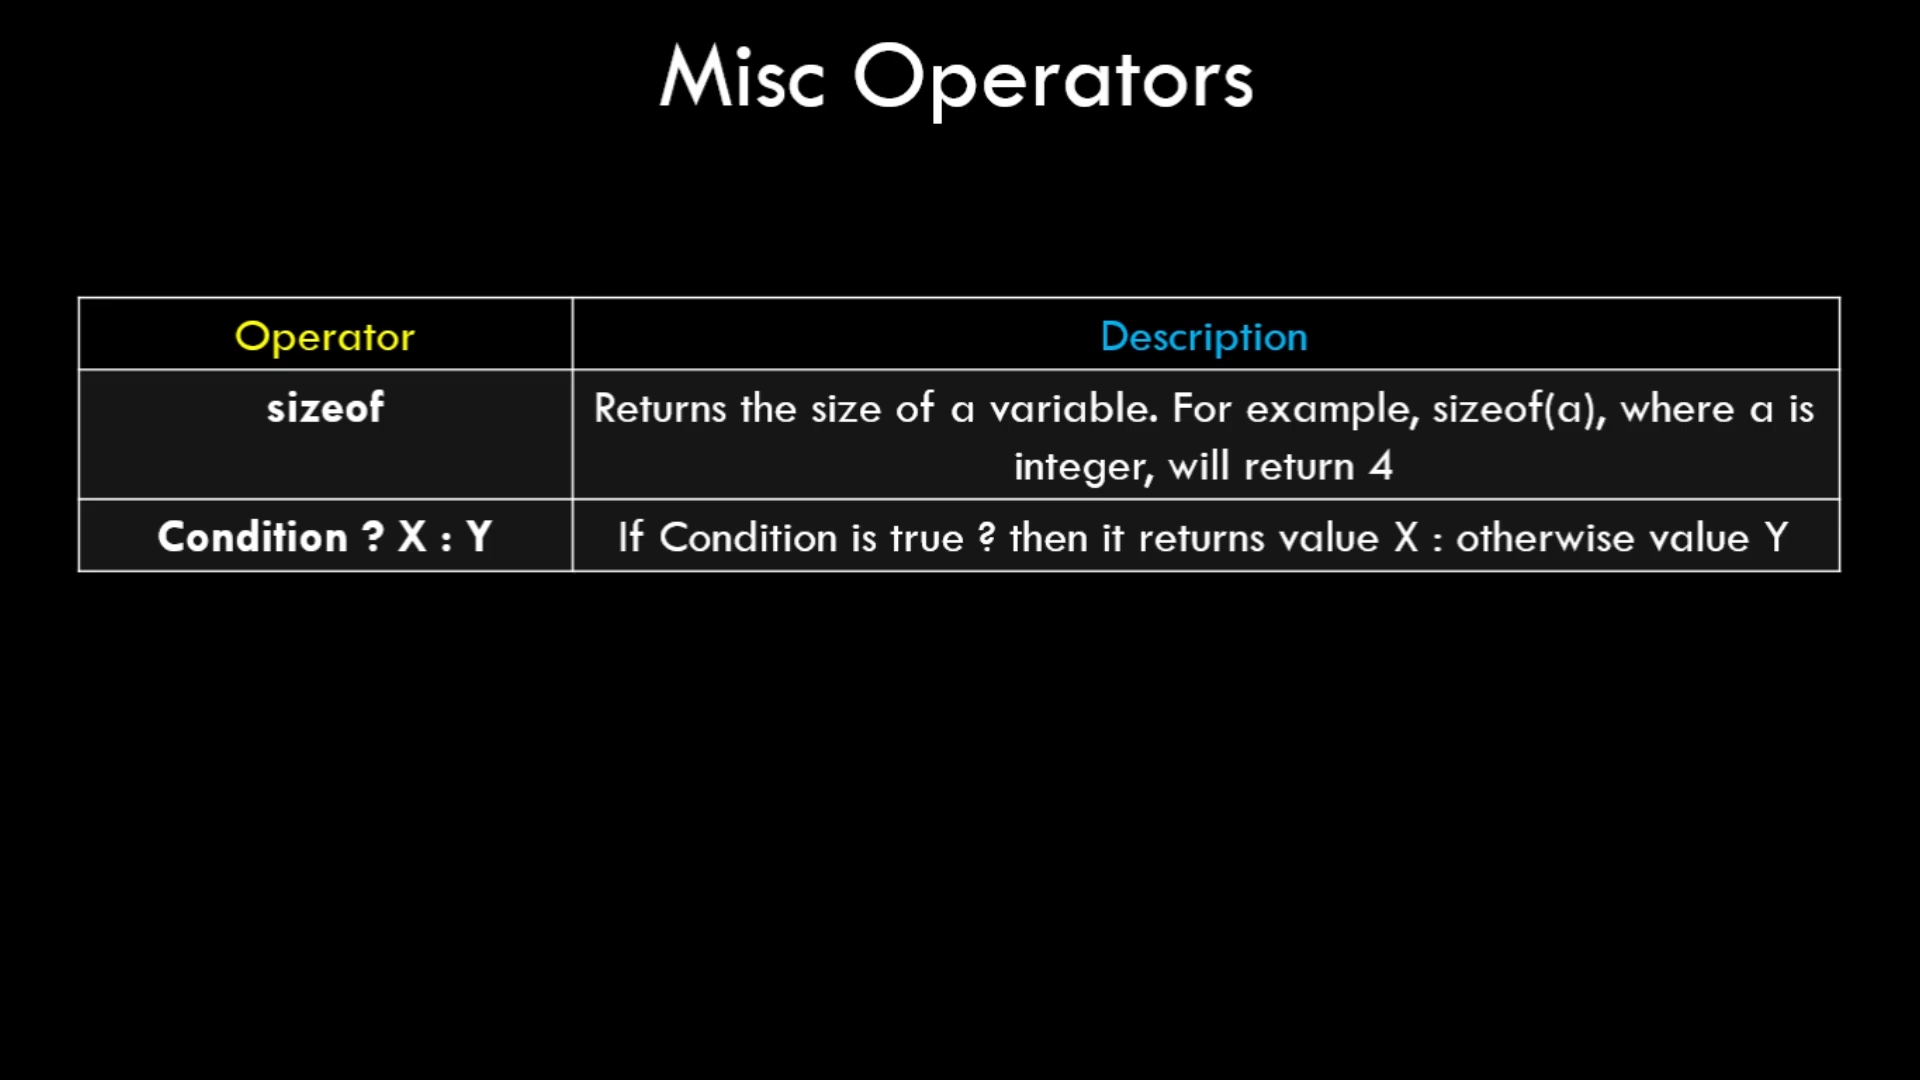 Misc Operators
Operator
Description
sizeof
Returns the size of a variable. For example, sizeof(a), where a is
integer, will return 4
Condition ? X : Y
If Condition is true ? then it returns value X : otherwise value Y